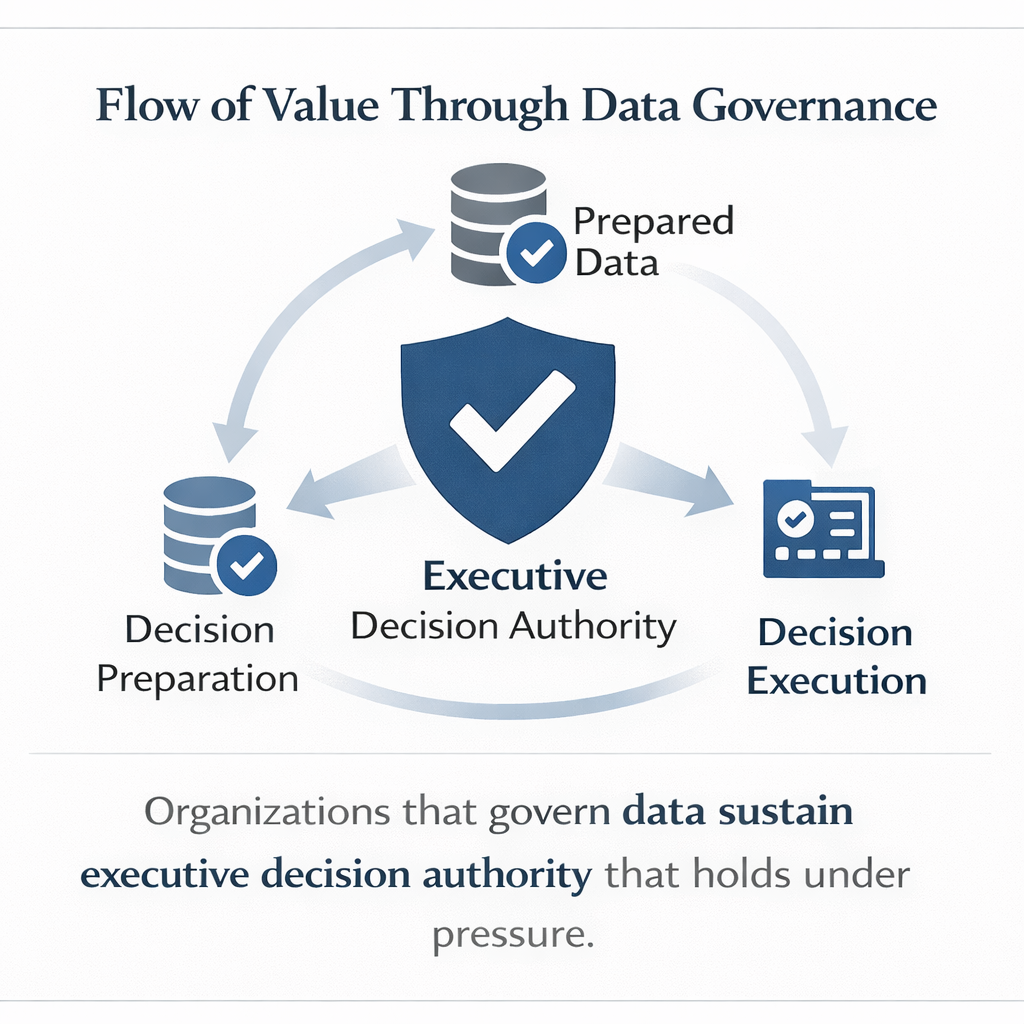 Flow of Value Through Data Governance
Prepared
Data
Executive
Decision Authority
Decision
Preparation
Decision
Execution
Organizations that govern data sustain
executive decision authority that holds under
pressure.